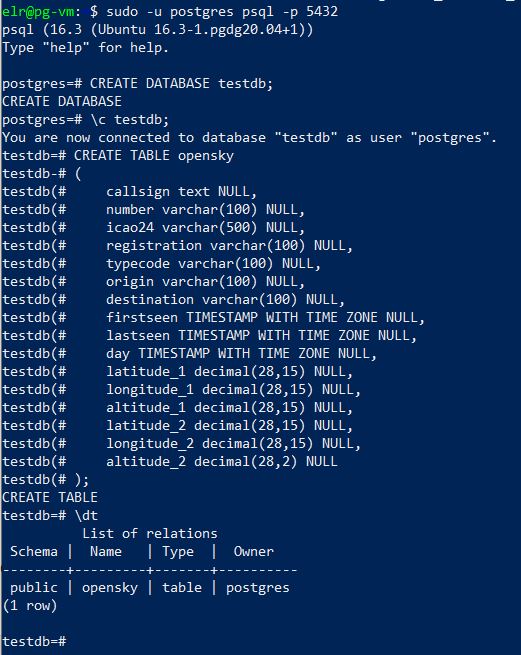 elr@pg-vm: $ sudo -u postgres psql -p 5432
psql (16.3 (Ubuntu 16.3-1.pgdg20.04+1))
Type "help" for help.

postgres=# CREATE DATABASE testdb;
CREATE DATABASE
postgres=# \c testdb;
You are now connected to database "testdb" as user "postgres".
testdb=# CREATE TABLE opensky
testdb-# (
testdb(#     callsign text NULL,
testdb(#     number varchar(100) NULL,
testdb(#     icao24 varchar(500) NULL,
testdb(#     registration varchar(100) NULL,
testdb(#     typecode varchar(100) NULL,
testdb(#     origin varchar(100) NULL,
testdb(#     destination varchar(100) NULL,
testdb(#     firstseen TIMESTAMP WITH TIME ZONE NULL,
testdb(#     lastseen TIMESTAMP WITH TIME ZONE NULL,
testdb(#     day TIMESTAMP WITH TIME ZONE NULL,
testdb(#     latitude_1 decimal(28,15) NULL,
testdb(#     longitude_1 decimal(28,15) NULL,
testdb(#     altitude_1 decimal(28,15) NULL,
testdb(#     latitude_2 decimal(28,15) NULL,
testdb(#     longitude_2 decimal(28,15) NULL,
testdb(#     altitude_2 decimal(28,2) NULL
testdb(# );
CREATE TABLE
testdb=# \dt
          List of relations
 Schema |  Name   | Type  |  Owner
--------+---------+-------+----------
 public | opensky | table | postgres
(1 row)

testdb=#